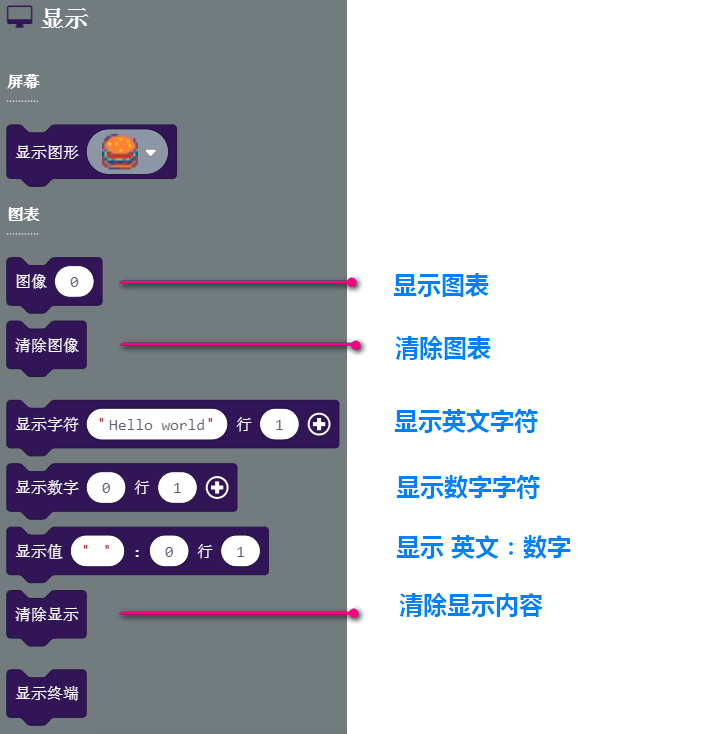 显示
屏幕
显示图形
图表
图像 0 显示图表
清除图像 清除图表
显示字符 "Hello world" 行 1 显示英文字符
显示数字 0 行 1 显示数字字符
显示值 " " : 0 行 1 显示 英文：数字
清除显示 清除显示内容
显示终端